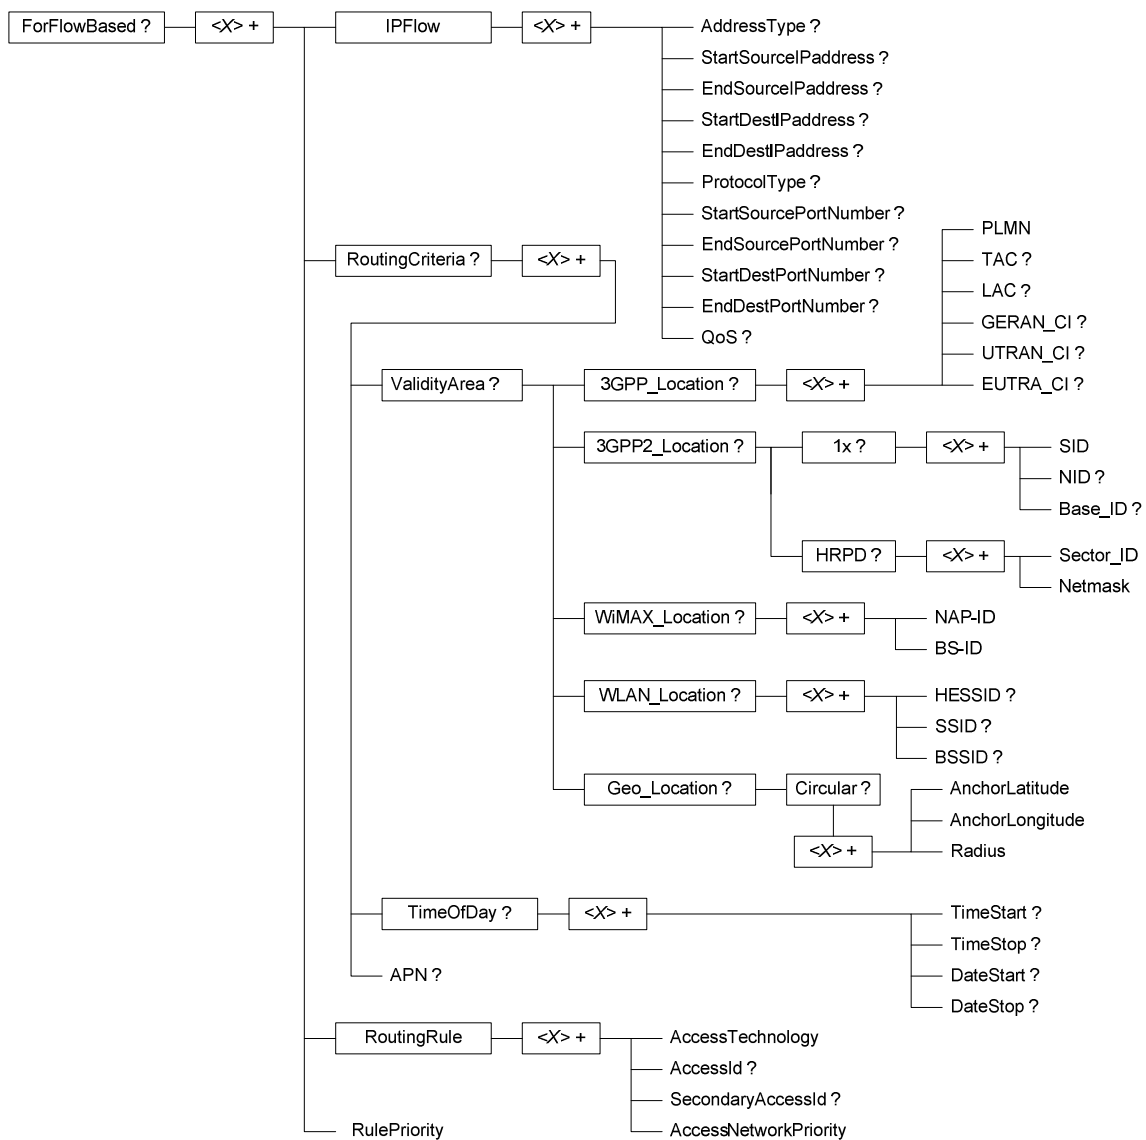 ForFlowBased ? <X> + IPFlow <X> + AddressType ?
StartSourceIPaddress ?
EndSourceIPaddress ?
StartDestIPaddress ?
EndDestIPaddress ?
ProtocolType ?
StartSourcePortNumber ?
PLMN
EndSourcePortNumber ?
RoutingCriteria ? <X> + TAC ?
StartDestPortNumber ?
LAC ?
EndDestPortNumber ?
GERAN_CI ?
QoS ?
UTRAN_CI ?
ValidityArea ? 3GPP_Location ? <X> + EUTRA_CI ?
3GPP2_Location ? 1x ? <X> + SID
NID ?
Base_ID ?
HRPD ? <X> + Sector_ID
Netmask
WiMAX_Location ? <X> + NAP-ID
BS-ID
WLAN_Location ? <X> + HESSID ?
SSID ?
BSSID ?
Geo_Location ? Circular ? AnchorLatitude
AnchorLongitude
<X> + Radius
TimeOfDay ? <X> + TimeStart ?
TimeStop ?
APN ? DateStart ?
DateStop ?
RoutingRule <X> + AccessTechnology
AccessId ?
SecondaryAccessId ?
RulePriority AccessNetworkPriority